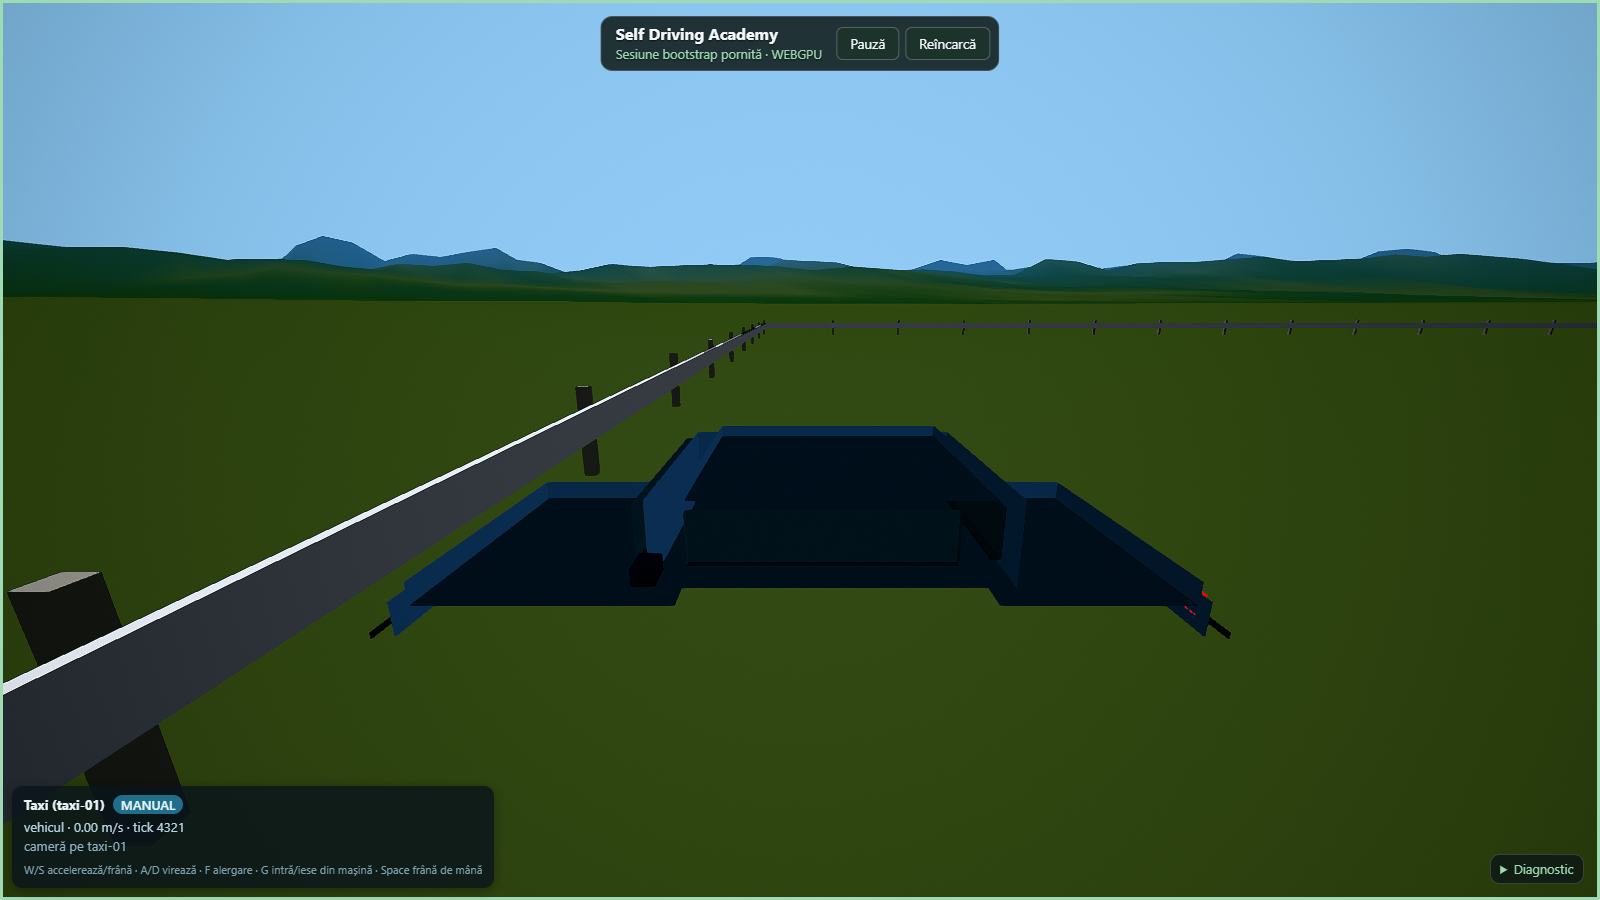 Self Driving Academy
Sesiune bootstrap pornită · WEBGPU
Pauză
Reîncarcă
Taxi (taxi-01) MANUAL
vehicul · 0.00 m/s · tick 4321
cameră pe taxi-01
W/S accelerează/frână · A/D virează · F alergare · G intră/iese din mașină · Space frână de mână
▶ Diagnostic